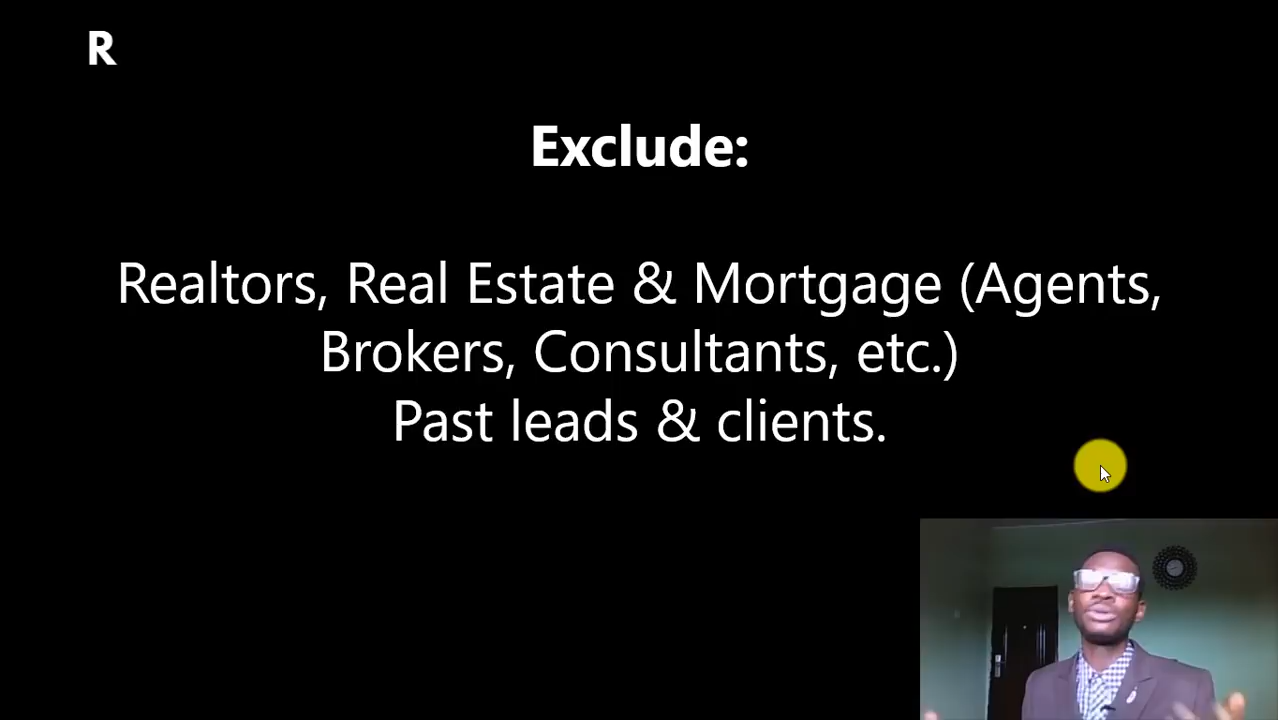 R
Exclude:
Realtors, Real Estate & Mortgage (Agents,
Brokers, Consultants, etc.)
Past leads & clients.